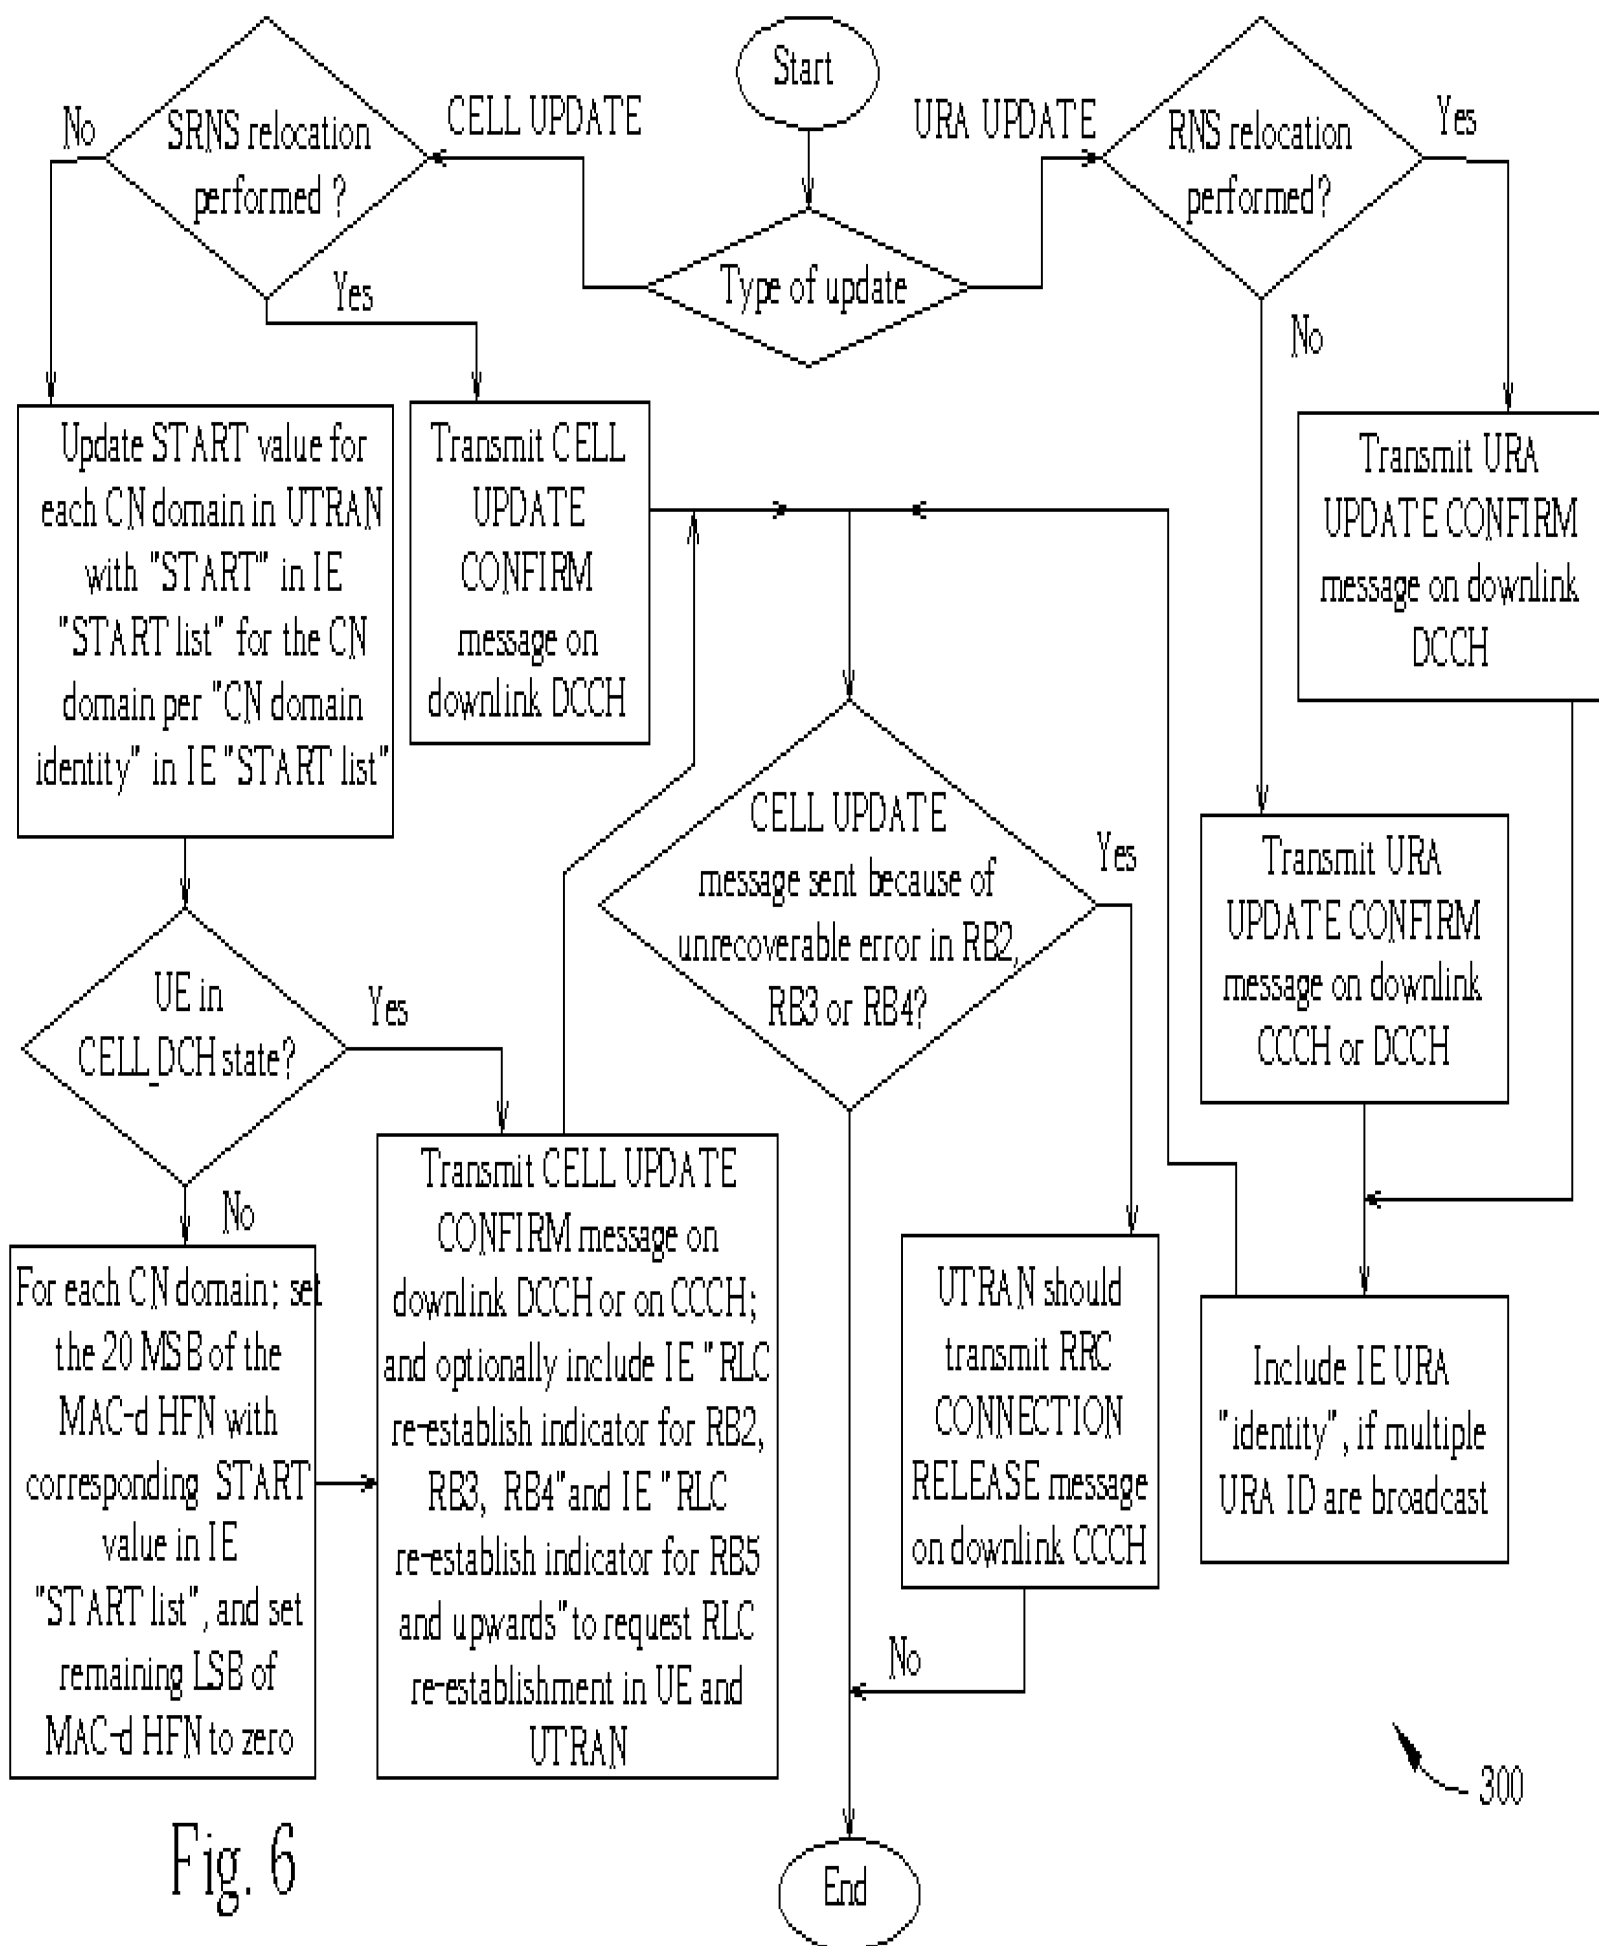 Start
CELL UPDATE
URA UPDATE
No
SRNS relocation
performed ?
Yes
RNS relocation
performed?
Yes
No
Type of update
Update START value for
each CN domain in UTRAN
with "START" in IE
"START list" for the CN
domain per "CN domain
identity" in IE "START list"
Transmit CELL
UPDATE
CONFIRM
message on
downlink DCCH
Transmit URA
UPDATE CONFIRM
message on downlink
DCCH
CELL UPDATE
message sent because of
unrecoverable error in RB2,
RB3 or RB4?
Yes
Transmit URA
UPDATE CONFIRM
message on downlink
CCCH or DCCH
UE in
CELL_DCH state?
Yes
No
For each CN domain; set
the 20 MSB of the
MAC-d HFN with
corresponding START
value in IE
"START list", and set
remaining LSB of
MAC-d HFN to zero
Transmit CELL UPDATE
CONFIRM message on
downlink DCCH or on CCCH;
and optionally include IE "RLC
re-establish indicator for RB2,
RB3, RB4" and IE "RLC
re-establish indicator for RB5
and upwards" to request RLC
re-establishment in UE and
UTRAN
UTRAN should
transmit RRC
CONNECTION
RELEASE message
on downlink CCCH
Include IE URA
"identity", if multiple
URA ID are broadcast
No
300
End
Fig. 6